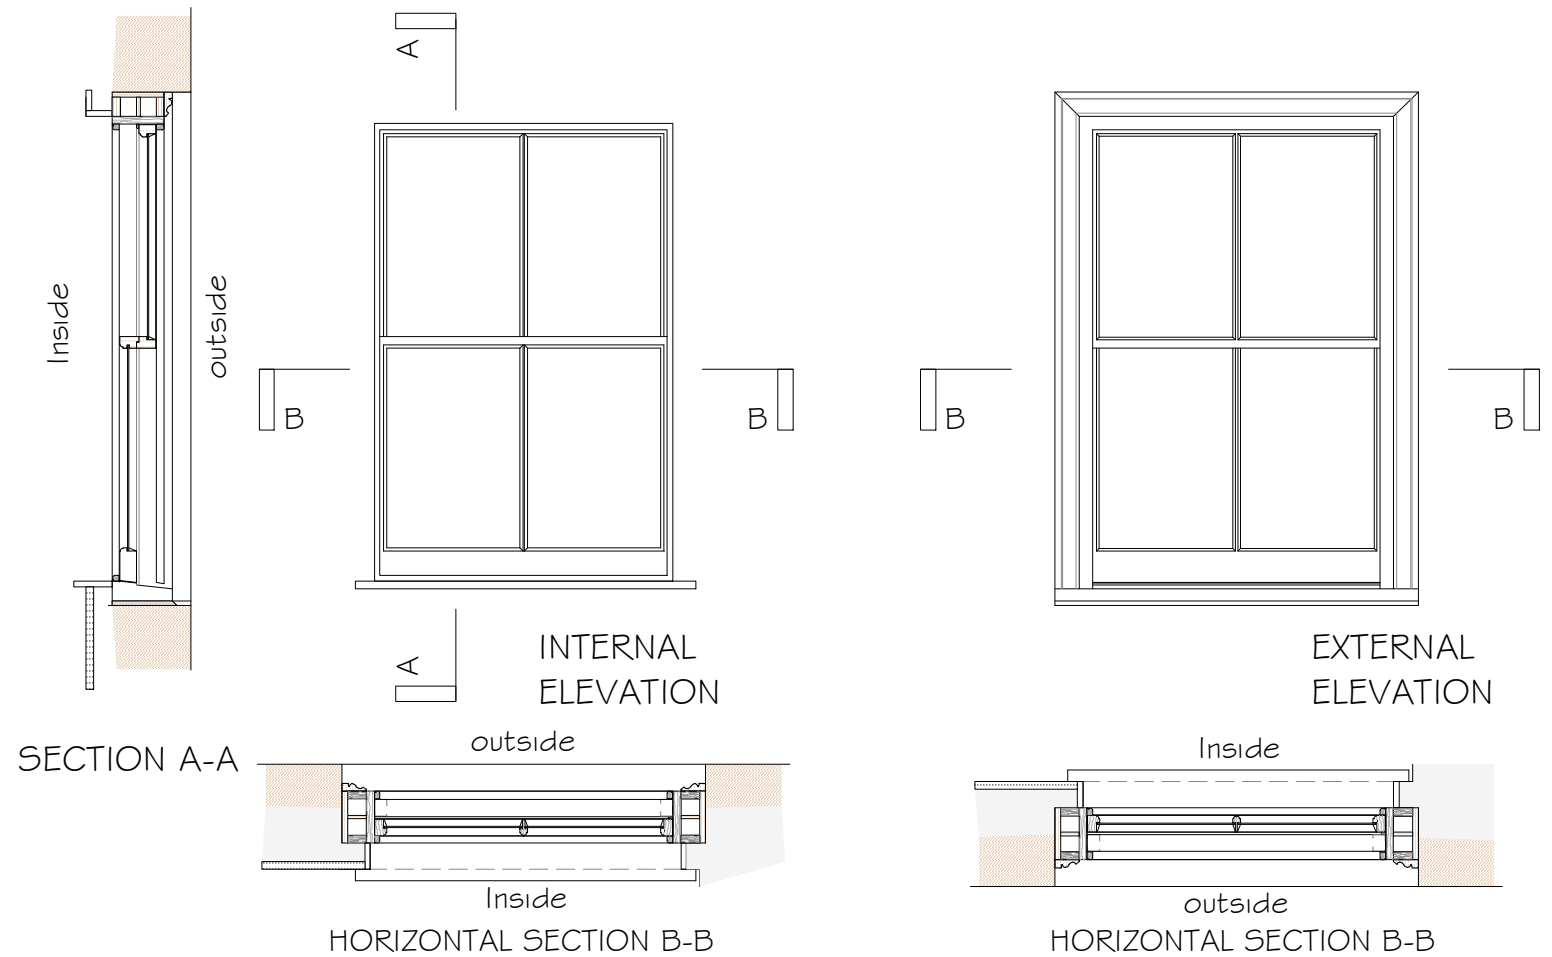 A
Inside
outside
B
B
B
B
A
INTERNAL
ELEVATION
EXTERNAL
ELEVATION
SECTION A-A
outside
Inside
Inside
outside
HORIZONTAL SECTION B-B
HORIZONTAL SECTION B-B